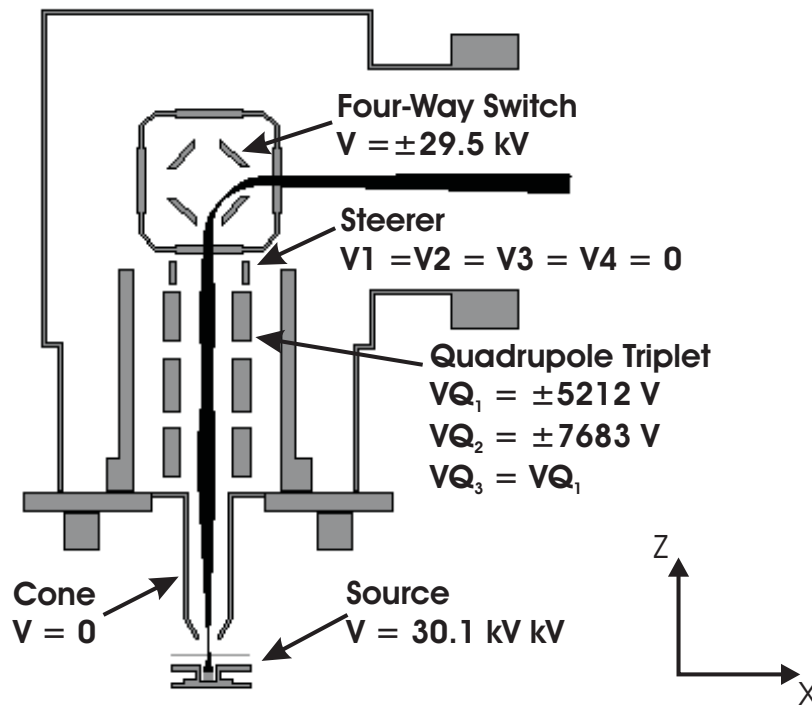 Four-Way Switch
V = ±29.5 kV
Steerer
V1 =V2 = V3 = V4 = 0
Quadrupole Triplet
VQ₁ = ±5212 V
VQ₂ = ±7683 V
VQ₃ = VQ₁
Cone
V = 0
Source
V = 30.1 kV kV
Z
X